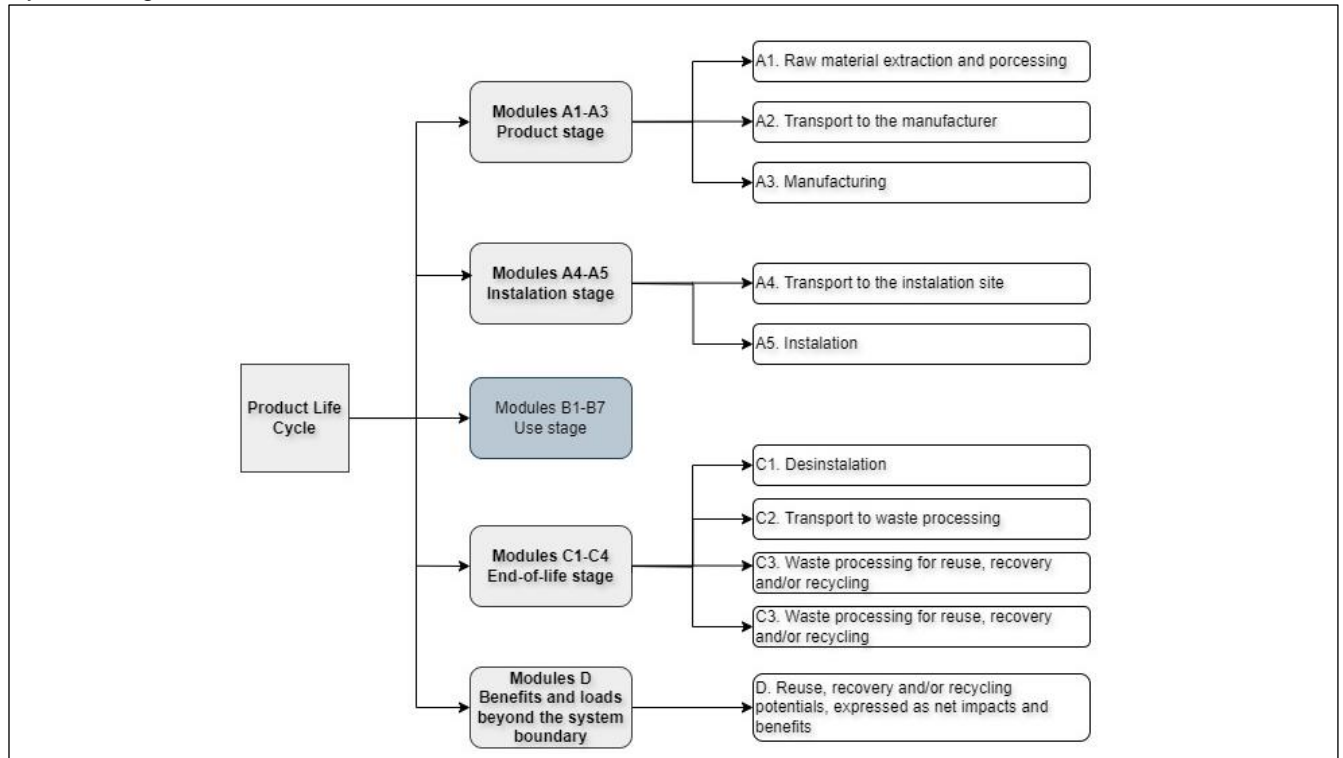 A1. Raw material extraction and porcessing
Modules A1-A3
Product stage
A2. Transport to the manufacturer
A3. Manufacturing
Modules A4-A5
Instalation stage
A4. Transport to the instalation site
A5. Instalation
Product Life
Cycle
Modules B1-B7
Use stage
C1. Desinstalation
C2. Transport to waste processing
Modules C1-C4
End-of-life stage
C3. Waste processing for reuse, recovery
and/or recycling
C3. Waste processing for reuse, recovery
and/or recycling
Modules D
Benefits and loads
beyond the system
boundary
D. Reuse, recovery and/or recycling
potentials, expressed as net impacts and
benefits